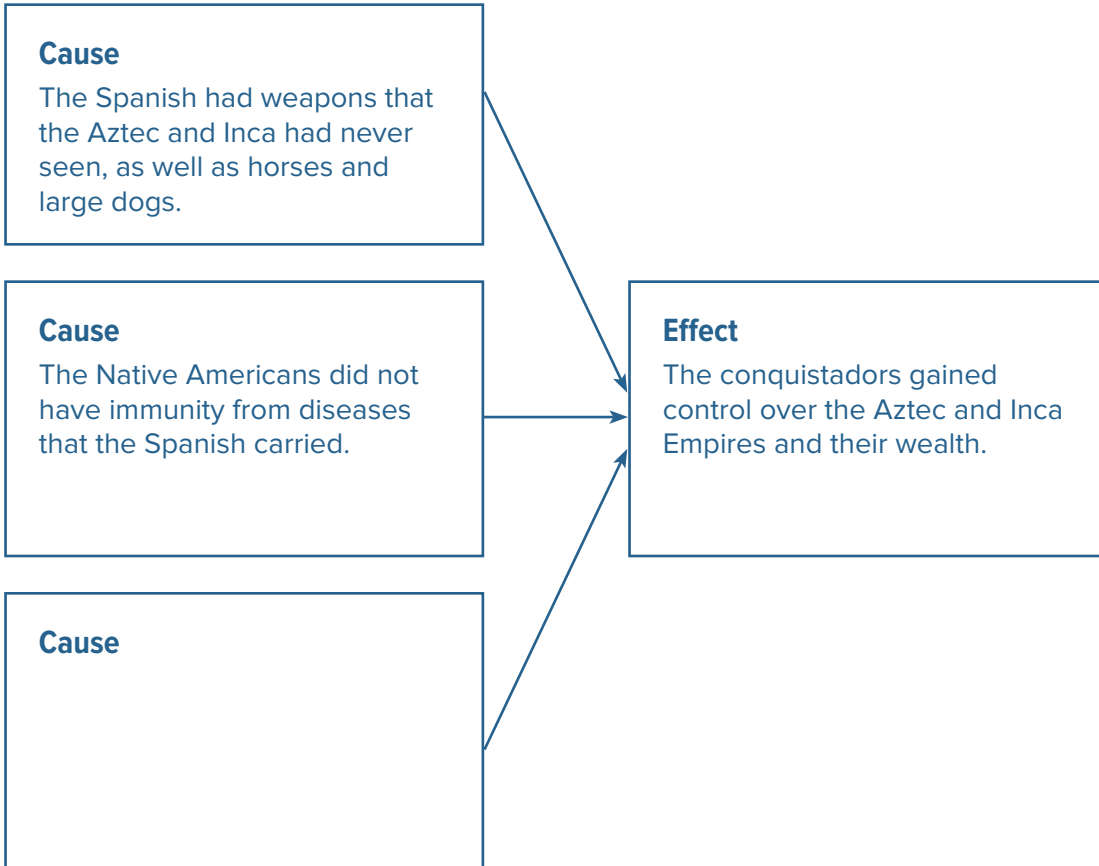 Cause
The Spanish had weapons that
the Aztec and Inca had never
seen, as well as horses and
large dogs.
Cause
The Native Americans did not
have immunity from diseases
that the Spanish carried.
Effect
The conquistadors gained
control over the Aztec and Inca
Empires and their wealth.
Cause